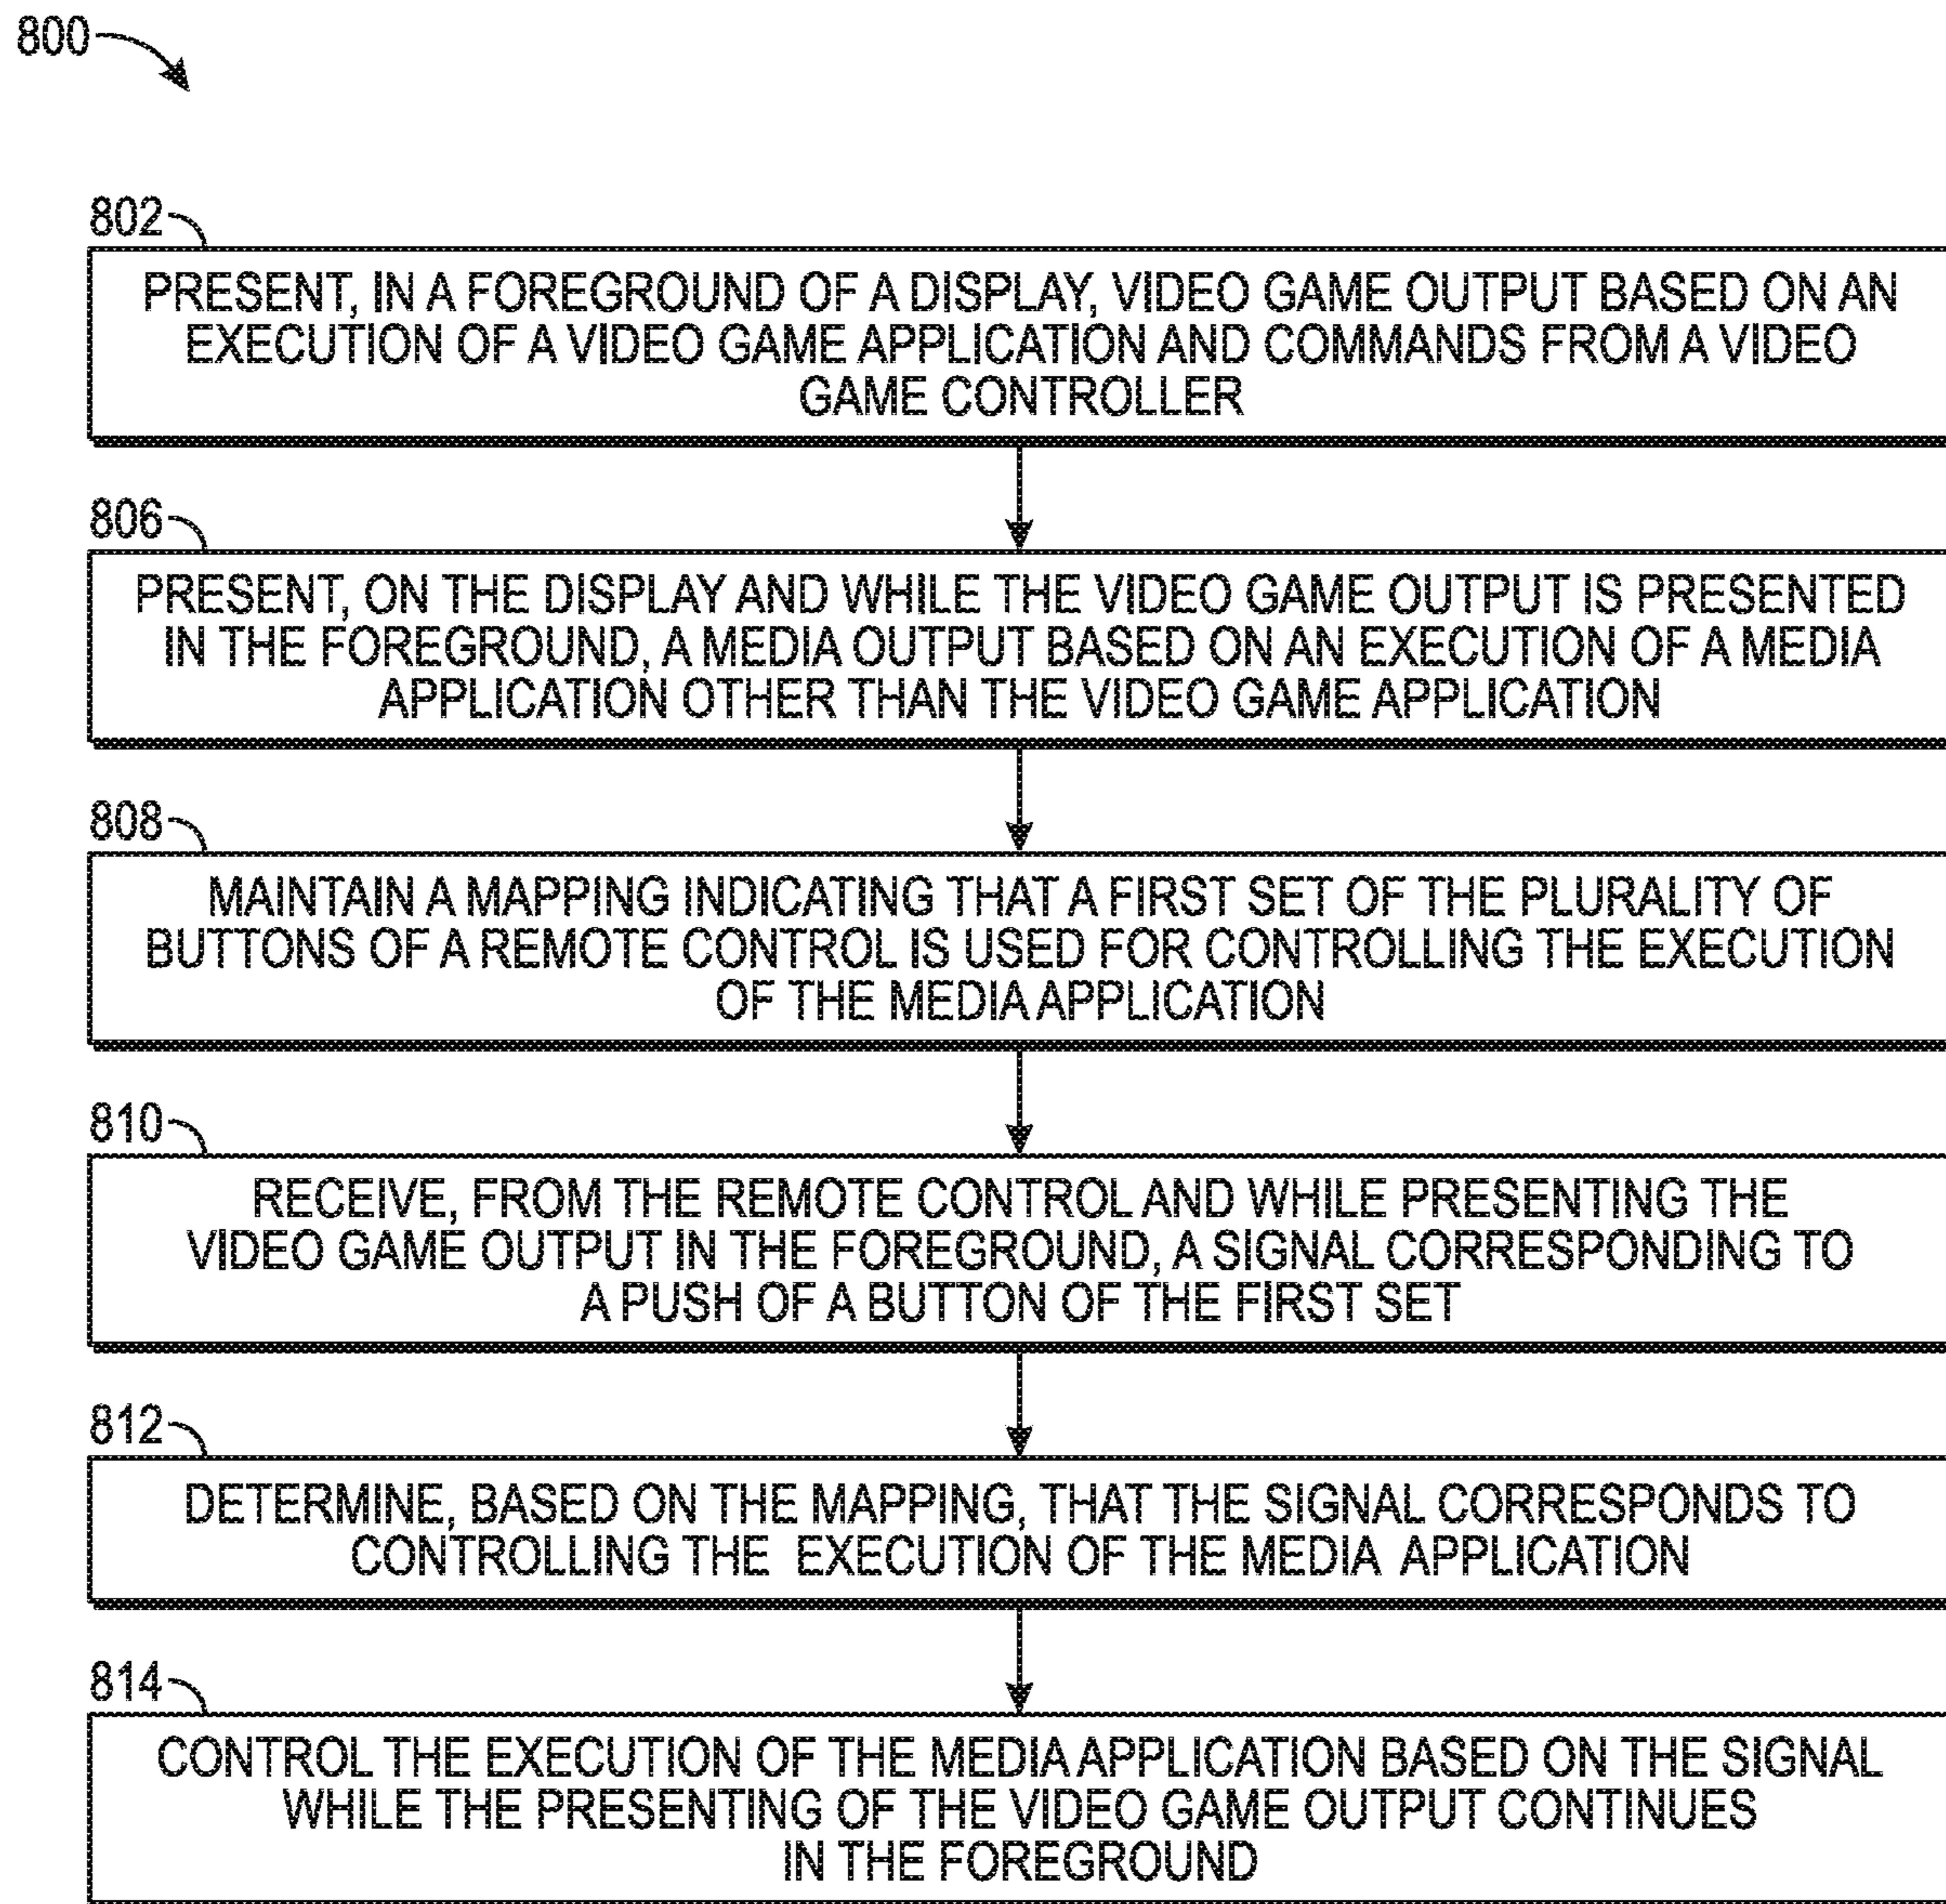 800
802
PRESENT, IN A FOREGROUND OF A DISPLAY, VIDEO GAME OUTPUT BASED ON AN
EXECUTION OF A VIDEO GAME APPLICATION AND COMMANDS FROM A VIDEO
GAME CONTROLLER
806
PRESENT, ON THE DISPLAY AND WHILE THE VIDEO GAME OUTPUT IS PRESENTED
IN THE FOREGROUND, A MEDIA OUTPUT BASED ON AN EXECUTION OF A MEDIA
APPLICATION OTHER THAN THE VIDEO GAME APPLICATION
808
MAINTAIN A MAPPING INDICATING THAT A FIRST SET OF THE PLURALITY OF
BUTTONS OF A REMOTE CONTROL IS USED FOR CONTROLLING THE EXECUTION
OF THE MEDIA APPLICATION
810
RECEIVE, FROM THE REMOTE CONTROL AND WHILE PRESENTING THE
VIDEO GAME OUTPUT IN THE FOREGROUND, A SIGNAL CORRESPONDING TO
A PUSH OF A BUTTON OF THE FIRST SET
812
DETERMINE, BASED ON THE MAPPING, THAT THE SIGNAL CORRESPONDS TO
CONTROLLING THE EXECUTION OF THE MEDIA APPLICATION
814
CONTROL THE EXECUTION OF THE MEDIA APPLICATION BASED ON THE SIGNAL
WHILE THE PRESENTING OF THE VIDEO GAME OUTPUT CONTINUES
IN THE FOREGROUND